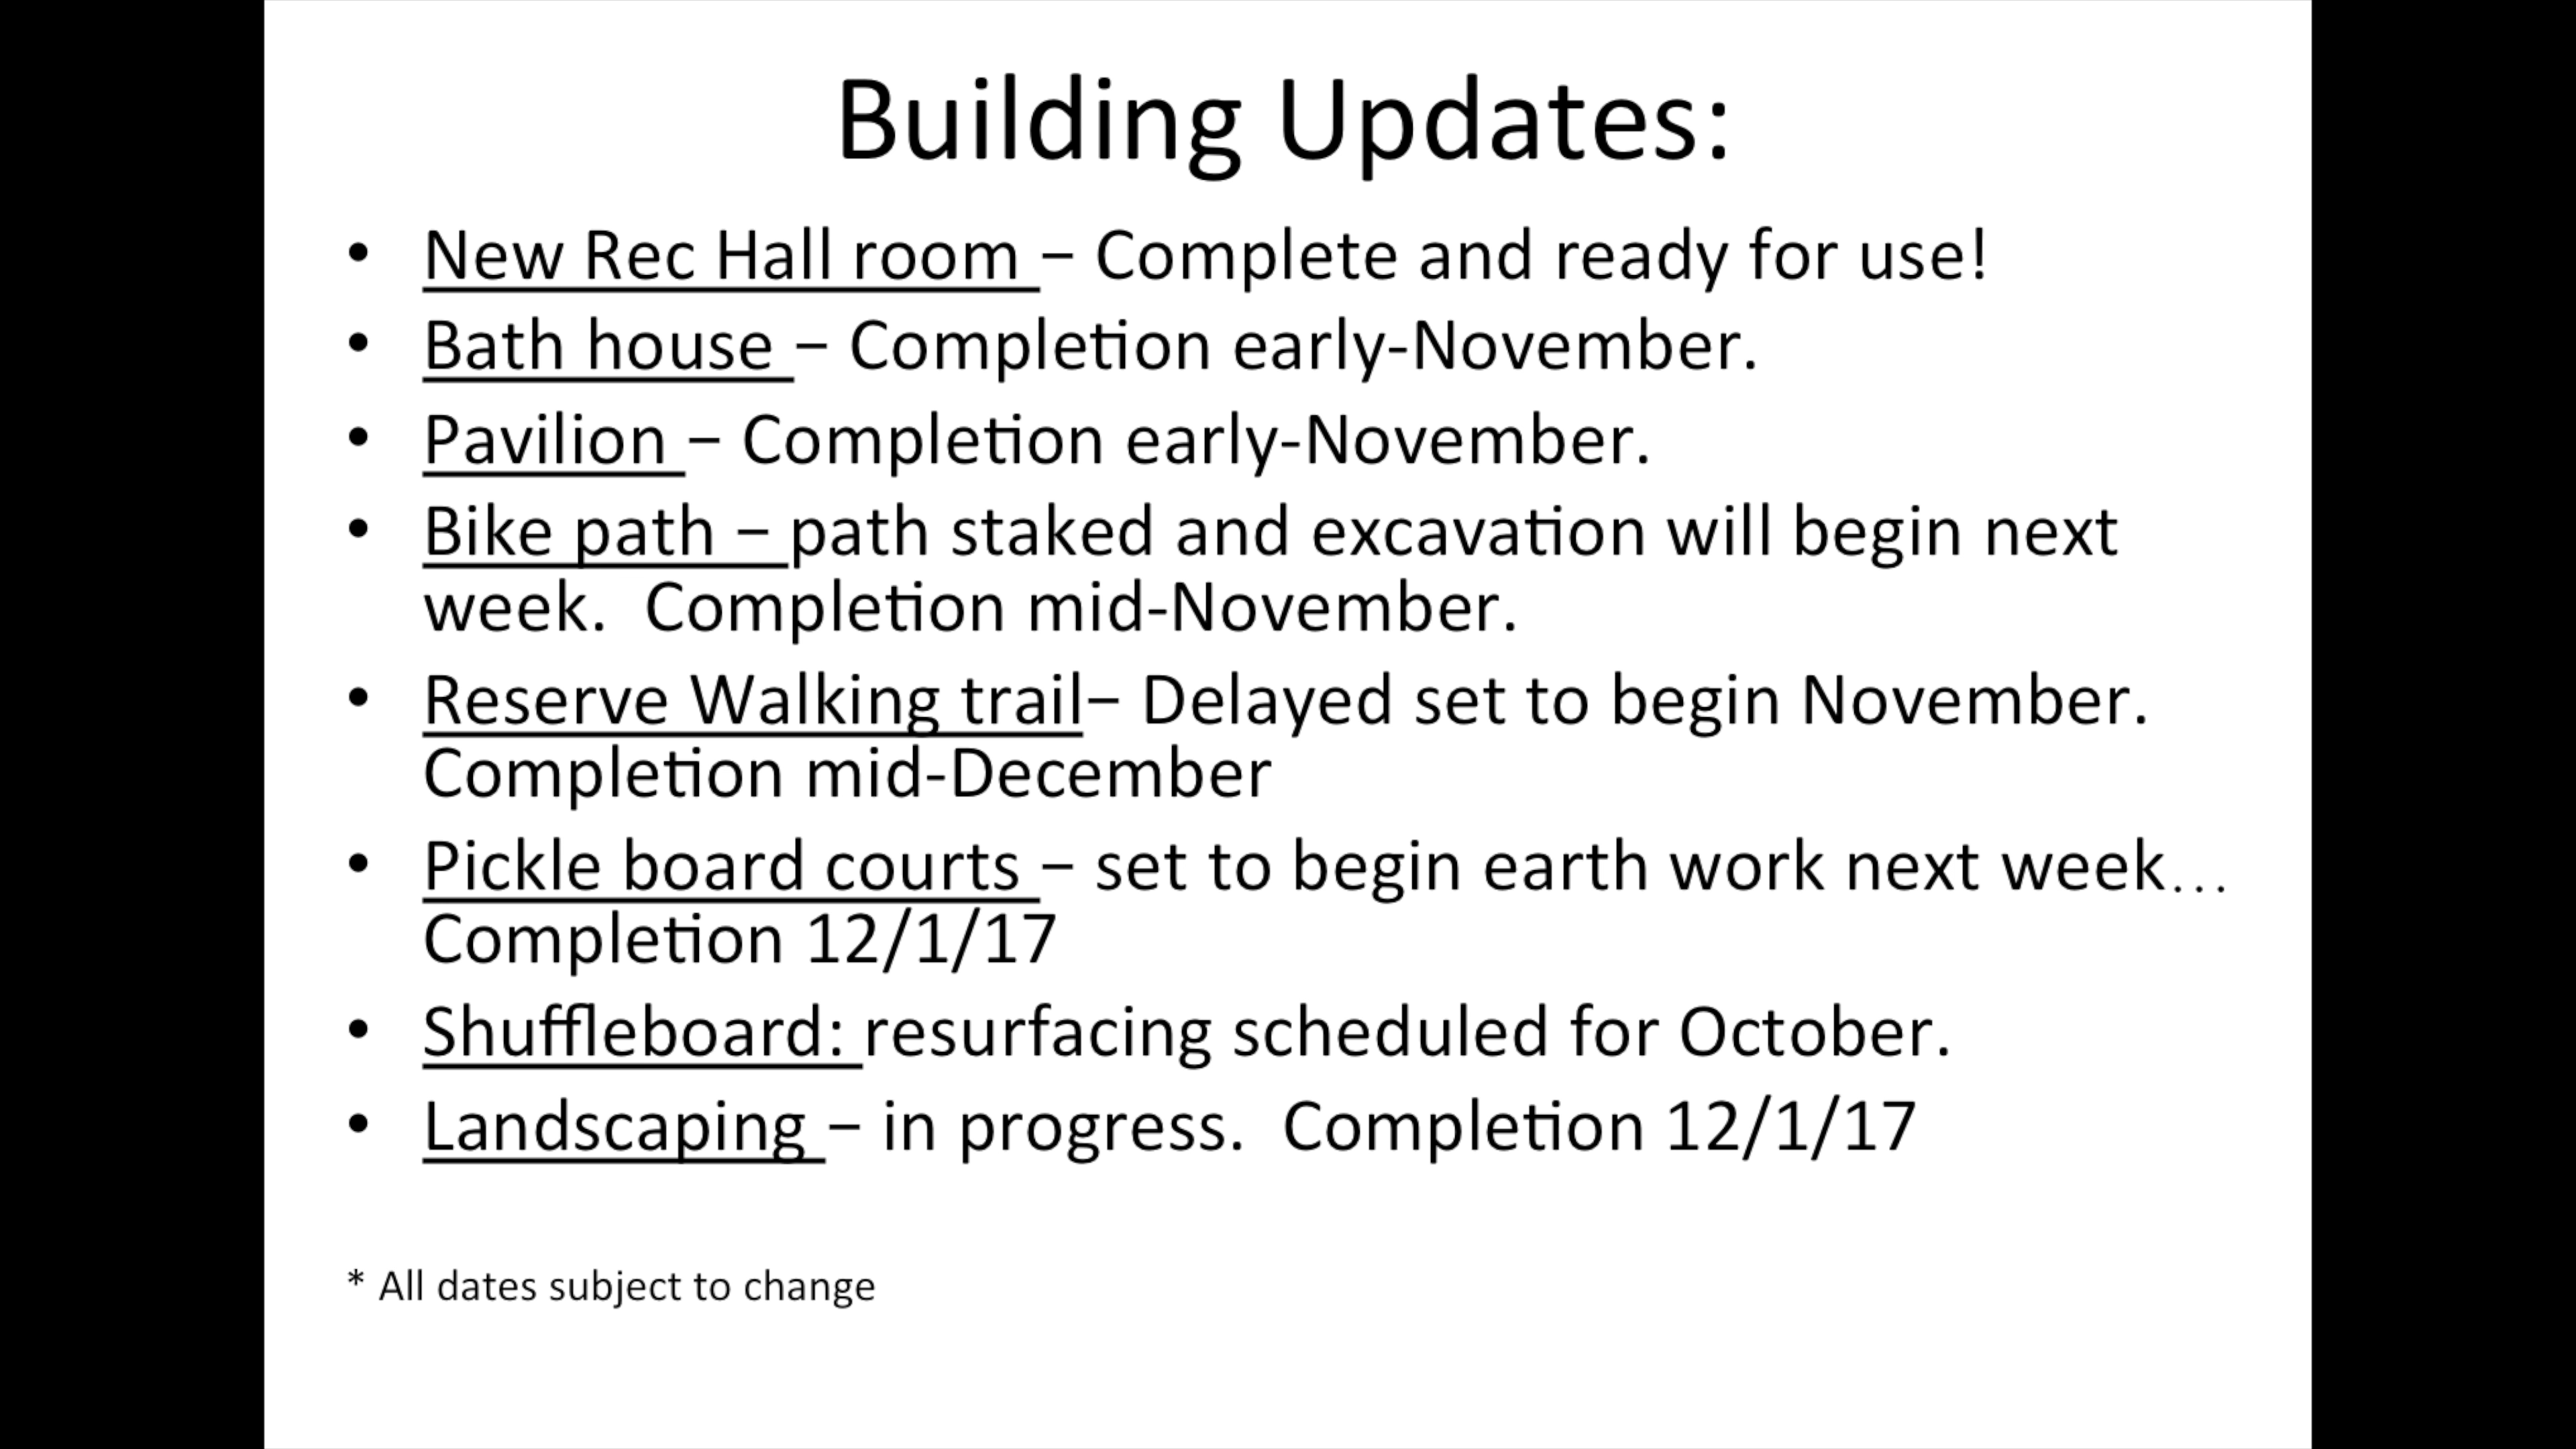 Building Updates:
• New Rec Hall room – Complete and ready for use!
• Bath house – Completion early-November.
• Pavilion – Completion early-November.
• Bike path – path staked and excavation will begin next
week.  Completion mid-November.
• Reserve Walking trail– Delayed set to begin November.
Completion mid-December
• Pickle board courts – set to begin earth work next week…
Completion 12/1/17
• Shuffleboard: resurfacing scheduled for October.
• Landscaping – in progress.  Completion 12/1/17
* All dates subject to change